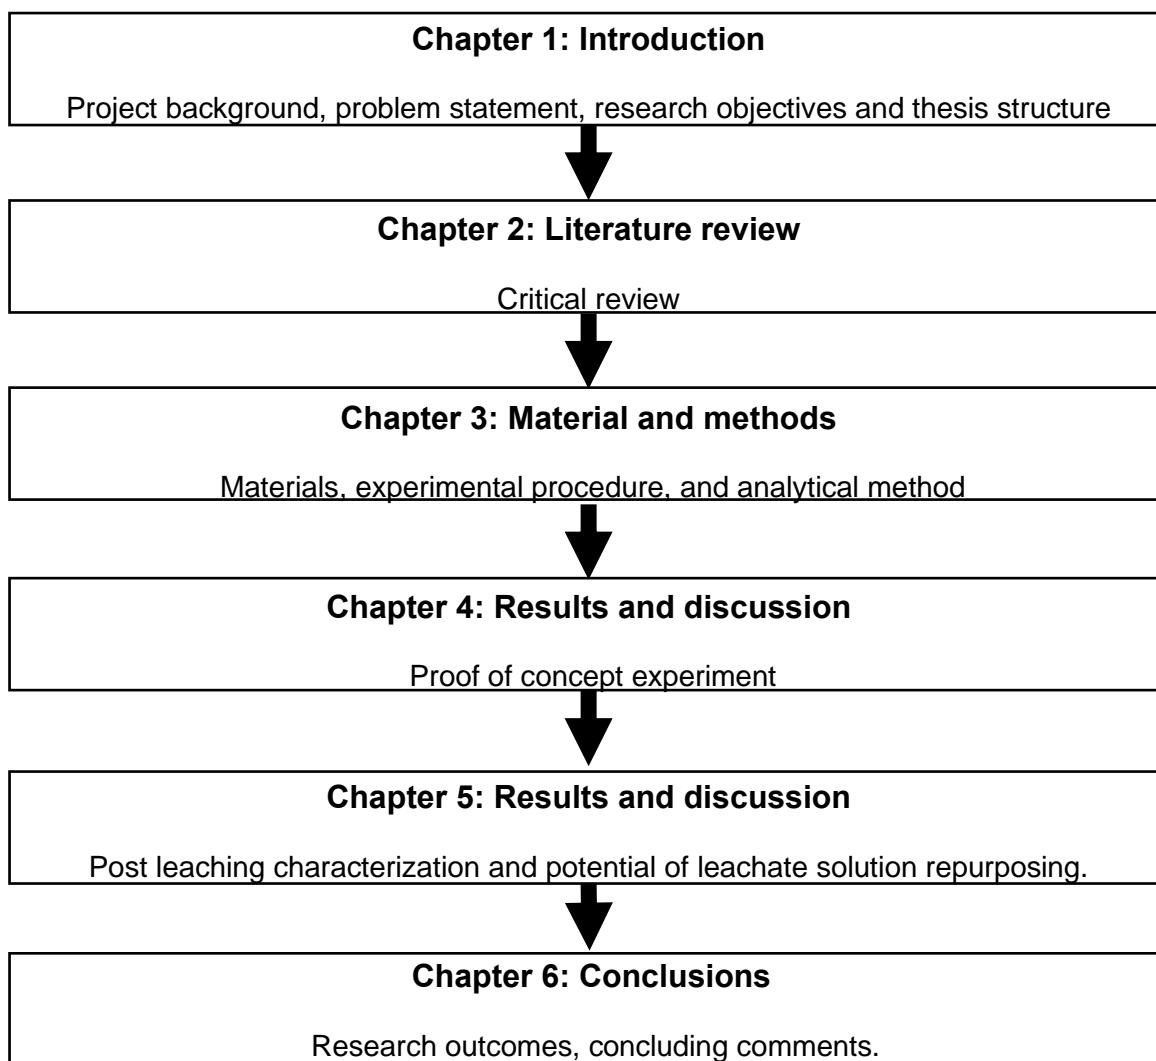 Chapter 1: Introduction
Project background, problem statement, research objectives and thesis structure
Chapter 2: Literature review
Critical review
Chapter 3: Material and methods
Materials, experimental procedure, and analytical method
Chapter 4: Results and discussion
Proof of concept experiment
Chapter 5: Results and discussion
Post leaching characterization and potential of leachate solution repurposing.
Chapter 6: Conclusions
Research outcomes, concluding comments.